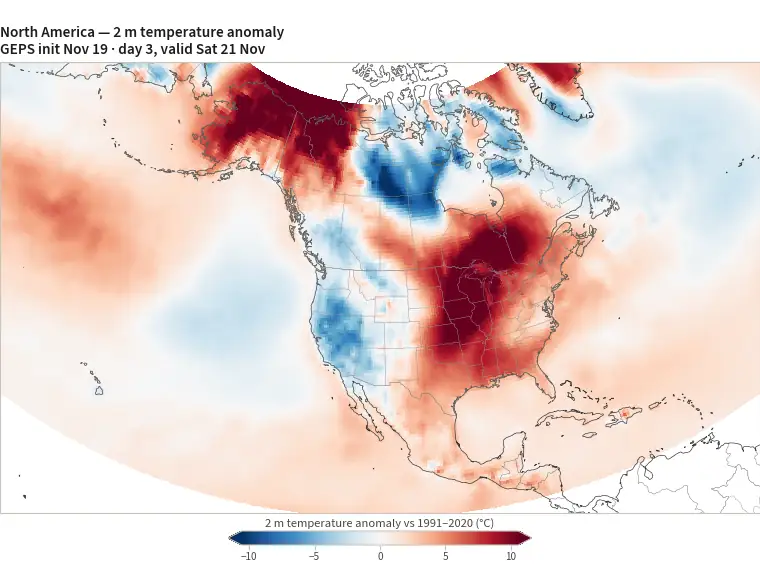 North America — 2 m temperature anomaly
GEPS init Nov 19 · day 3, valid Sat 21 Nov
2 m temperature anomaly vs 1991–2020 (°C)
−10 −5 0 5 10